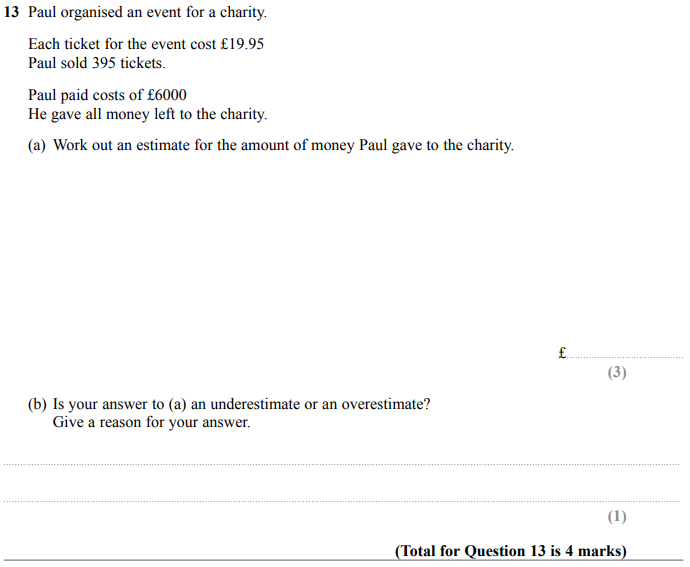 13 Paul organised an event for a charity.
Each ticket for the event cost £19.95
Paul sold 395 tickets.
Paul paid costs of £6000
He gave all money left to the charity.
(a) Work out an estimate for the amount of money Paul gave to the charity.
£
(3)
(b) Is your answer to (a) an underestimate or an overestimate?
Give a reason for your answer.
(1)
(Total for Question 13 is 4 marks)